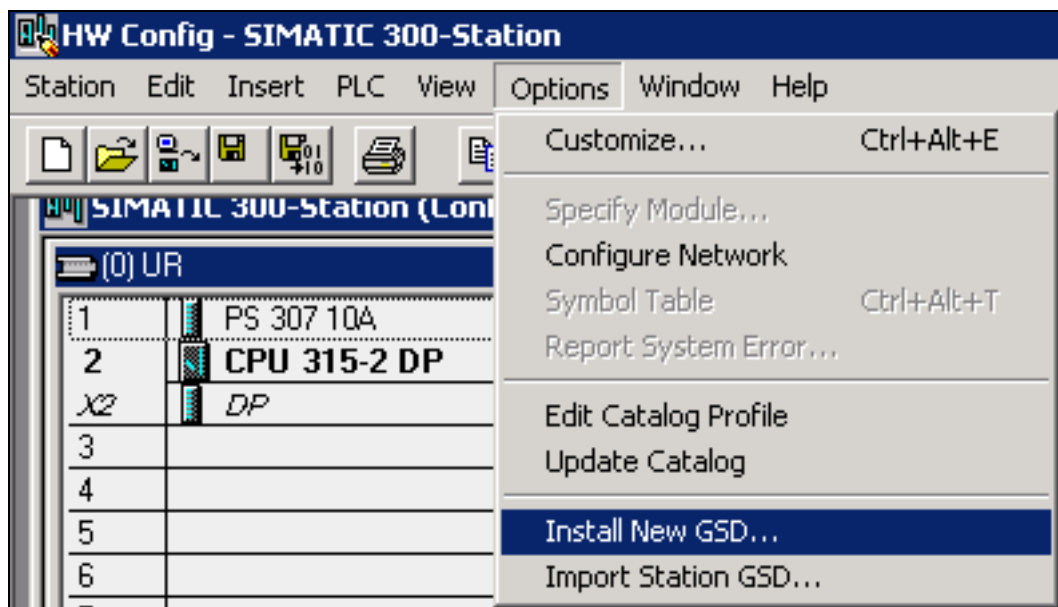 HW Config - SIMATIC 300-Station
Station Edit Insert PLC View Options Window Help
Customize... Ctrl+Alt+E
Specify Module...
Configure Network
Symbol Table Ctrl+Alt+T
Report System Error...
Edit Catalog Profile
Update Catalog
Install New GSD...
Import Station GSD...
SIMATIC 300-Station (Conf
(0) UR
1 PS 307 10A
2 CPU 315-2 DP
X2 DP
3
4
5
6